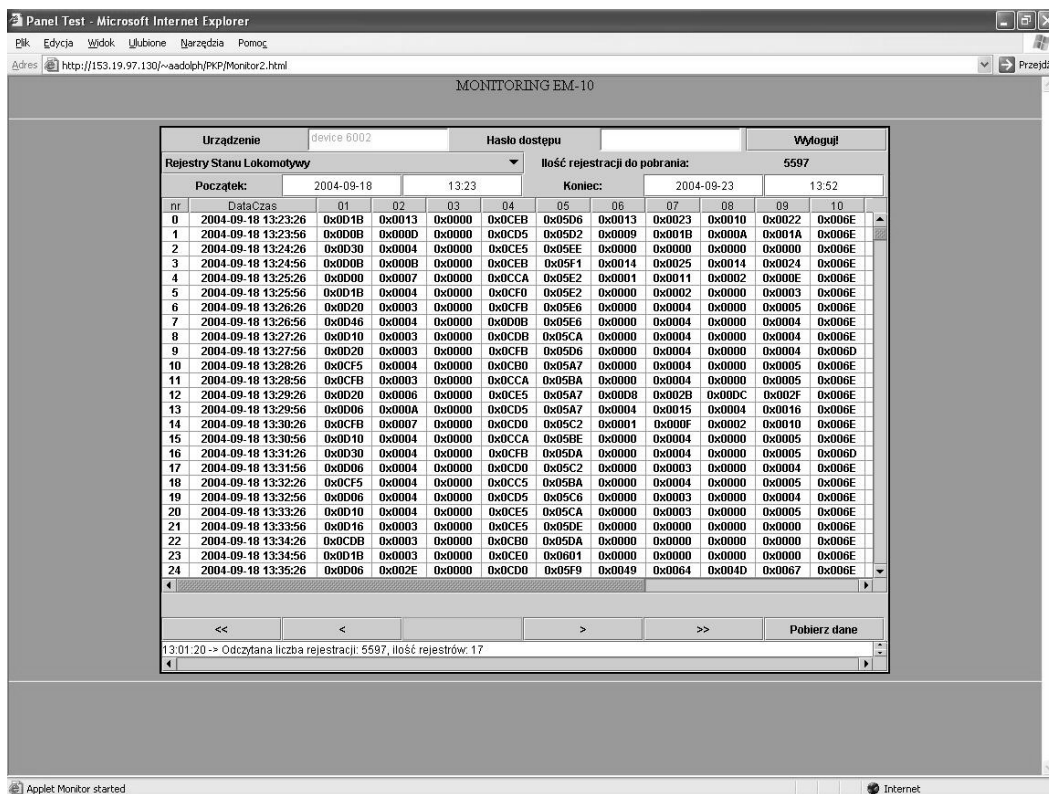 Panel Test - Microsoft Internet Explorer
Plik Edycja Widok Ulubione Narzędzia Pomoc
Adres http://153.19.97.130/~aadolph/PKP/Monitor2.html Przejdź
MONITORING EM-10
Urządzenie device 6002 Hasło dostępu Wyloguj!
Rejestry Stanu Lokomotywy Ilość rejestracji do pobrania: 5597
Początek: 2004-09-18 13:23 Koniec: 2004-09-23 13:52
nr DataCzas 01 02 03 04 05 06 07 08 09 10
0 2004-09-18 13:23:26 0x0D1B 0x0013 0x0000 0x0CEB 0x05D6 0x0013 0x0023 0x0010 0x0022 0x006E
1 2004-09-18 13:23:56 0x0D0B 0x000D 0x0000 0x0CD5 0x05D2 0x0009 0x001B 0x000A 0x001A 0x006E
2 2004-09-18 13:24:26 0x0D30 0x0004 0x0000 0x0CE5 0x05EE 0x0000 0x0000 0x0000 0x0000 0x006E
3 2004-09-18 13:24:56 0x0D0B 0x000B 0x0000 0x0CEB 0x05F1 0x0014 0x0025 0x0014 0x0024 0x006E
4 2004-09-18 13:25:26 0x0D00 0x0007 0x0000 0x0CCA 0x05E2 0x0001 0x0011 0x0002 0x000E 0x006E
5 2004-09-18 13:25:56 0x0D1B 0x0004 0x0000 0x0CF0 0x05E2 0x0000 0x0002 0x0000 0x0003 0x006E
6 2004-09-18 13:26:26 0x0D20 0x0003 0x0000 0x0CFB 0x05E6 0x0000 0x0004 0x0000 0x0005 0x006E
7 2004-09-18 13:26:56 0x0D46 0x0004 0x0000 0x0D0B 0x05E6 0x0000 0x0004 0x0000 0x0004 0x006E
8 2004-09-18 13:27:26 0x0D10 0x0003 0x0000 0x0CDB 0x05CA 0x0000 0x0004 0x0000 0x0004 0x006E
9 2004-09-18 13:27:56 0x0D20 0x0003 0x0000 0x0CFB 0x05D6 0x0000 0x0004 0x0000 0x0004 0x006D
10 2004-09-18 13:28:26 0x0CF5 0x0004 0x0000 0x0CB0 0x05A7 0x0000 0x0004 0x0000 0x0005 0x006E
11 2004-09-18 13:28:56 0x0CFB 0x0003 0x0000 0x0CCA 0x05BA 0x0000 0x0004 0x0000 0x0005 0x006E
12 2004-09-18 13:29:26 0x0D20 0x0006 0x0000 0x0CE5 0x05A7 0x00D8 0x002B 0x00DC 0x002F 0x006E
13 2004-09-18 13:29:56 0x0D06 0x000A 0x0000 0x0CD5 0x05A7 0x0004 0x0015 0x0004 0x0016 0x006E
14 2004-09-18 13:30:26 0x0CFB 0x0007 0x0000 0x0CD0 0x05C2 0x0001 0x000F 0x0002 0x0010 0x006E
15 2004-09-18 13:30:56 0x0D10 0x0004 0x0000 0x0CCA 0x05BE 0x0000 0x0004 0x0000 0x0005 0x006E
16 2004-09-18 13:31:26 0x0D30 0x0004 0x0000 0x0CFB 0x05DA 0x0000 0x0004 0x0000 0x0005 0x006D
17 2004-09-18 13:31:56 0x0D06 0x0004 0x0000 0x0CD0 0x05C2 0x0000 0x0003 0x0000 0x0004 0x006E
18 2004-09-18 13:32:26 0x0CF5 0x0004 0x0000 0x0CC5 0x05BA 0x0000 0x0004 0x0000 0x0005 0x006E
19 2004-09-18 13:32:56 0x0D06 0x0004 0x0000 0x0CD5 0x05C6 0x0000 0x0003 0x0000 0x0004 0x006E
20 2004-09-18 13:33:26 0x0D10 0x0004 0x0000 0x0CE5 0x05CA 0x0000 0x0003 0x0000 0x0005 0x006E
21 2004-09-18 13:33:56 0x0D16 0x0003 0x0000 0x0CE5 0x05DE 0x0000 0x0000 0x0000 0x0000 0x006E
22 2004-09-18 13:34:26 0x0CDB 0x0003 0x0000 0x0CB0 0x05DA 0x0000 0x0000 0x0000 0x0000 0x006E
23 2004-09-18 13:34:56 0x0D1B 0x0003 0x0000 0x0CE0 0x0601 0x0000 0x0000 0x0000 0x0000 0x006E
24 2004-09-18 13:35:26 0x0D06 0x002E 0x0000 0x0CD0 0x05F9 0x0049 0x0064 0x004D 0x0067 0x006E
<< < > >> Pobierz dane
13:01:20 -> Odczytana liczba rejestracji: 5597, ilość rejestrów: 17
Applet Monitor started Internet